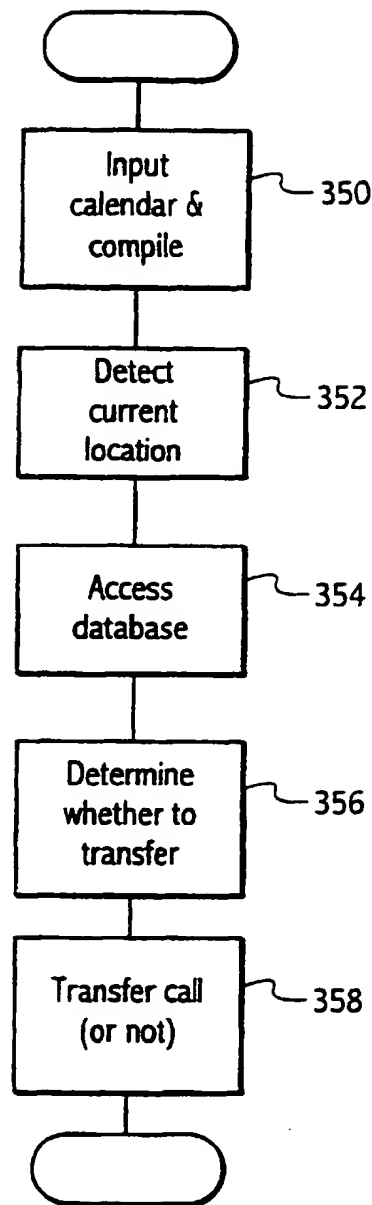 Input
calendar &
compile
350
Detect
current
location
352
Access
database
354
Determine
whether to
transfer
356
Transfer call
(or not)
358